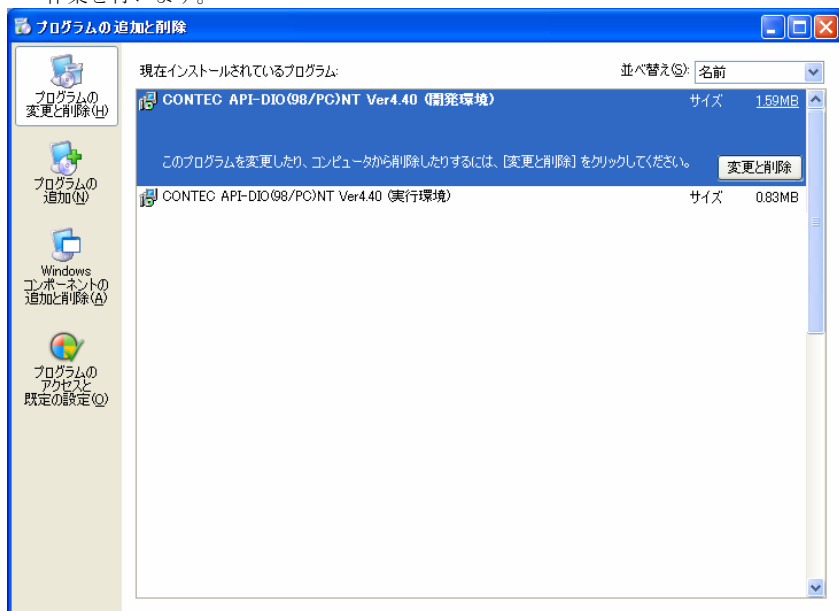 作業を行います。
プログラムの追加と削除
プログラムの
変更と削除(H)
プログラムの
追加(N)
Windows
コンポーネントの
追加と削除(A)
プログラムの
アクセスと
既定の設定(O)
現在インストールされているプログラム:
並べ替え(S): 名前
CONTEC API-DIO(98/PC)NT Ver4.40 (開発環境) サイズ 1.59MB
このプログラムを変更したり、コンピュータから削除したりするには、[変更と削除] をクリックしてください。 変更と削除
CONTEC API-DIO(98/PC)NT Ver4.40 (実行環境) サイズ 0.83MB